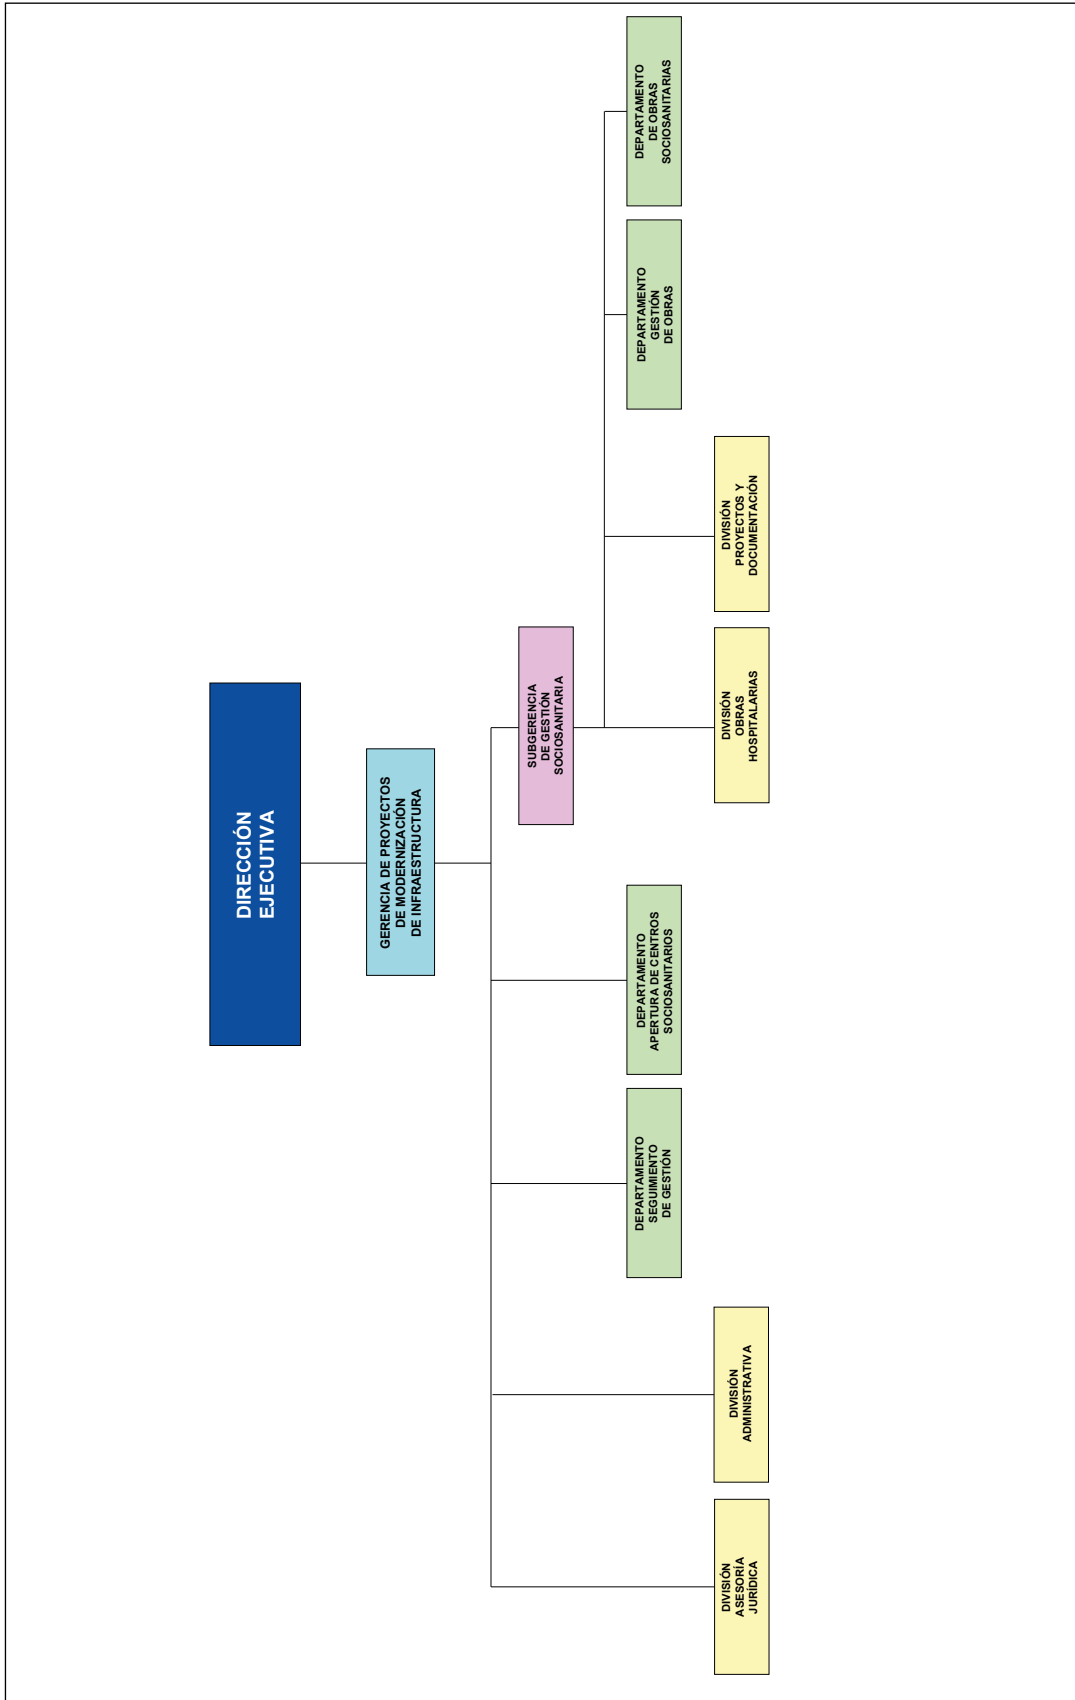 DIRECCIÓN
EJECUTIVA
GERENCIA DE PROYECTOS
DE MODERNIZACIÓN
DE INFRAESTRUCTURA
SUBGERENCIA
DE GESTIÓN
SOCIOSANITARIA
DEPARTAMENTO
SEGUIMIENTO
DE GESTIÓN
DEPARTAMENTO
APERTURA DE CENTROS
SOCIOSANITARIOS
DEPARTAMENTO
GESTIÓN
DE OBRAS
DEPARTAMENTO
DE OBRAS
SOCIOSANITARIAS
DIVISIÓN
ASESORÍA
JURÍDICA
DIVISIÓN
ADMINISTRATIVA
DIVISIÓN
OBRAS
HOSPITALARIAS
DIVISIÓN
PROYECTOS Y
DOCUMENTACIÓN